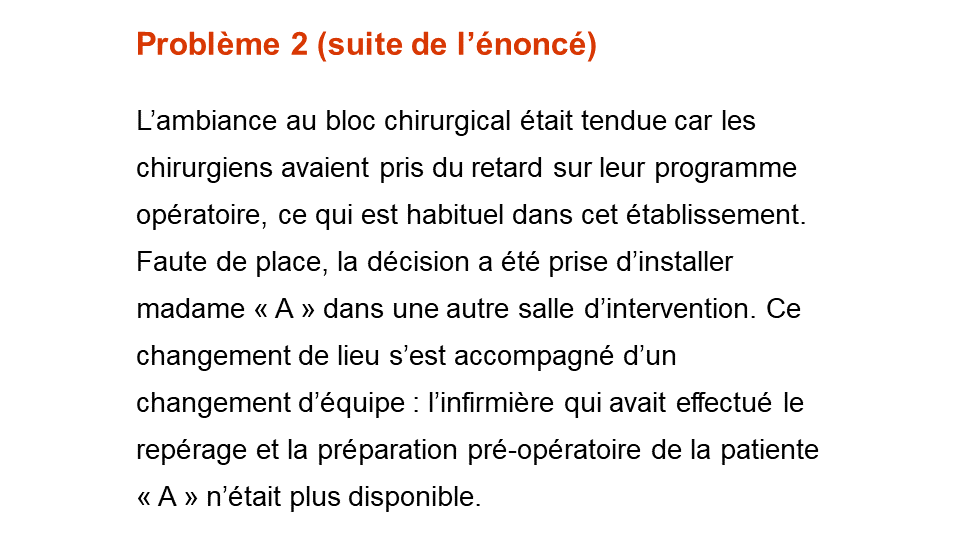 Problème 2 (suite de l’énoncé)
L’ambiance au bloc chirurgical était tendue car les
chirurgiens avaient pris du retard sur leur programme
opératoire, ce qui est habituel dans cet établissement.
Faute de place, la décision a été prise d’installer
madame « A » dans une autre salle d’intervention. Ce
changement de lieu s’est accompagné d’un
changement d’équipe : l’infirmière qui avait effectué le
repérage et la préparation pré-opératoire de la patiente
« A » n’était plus disponible.